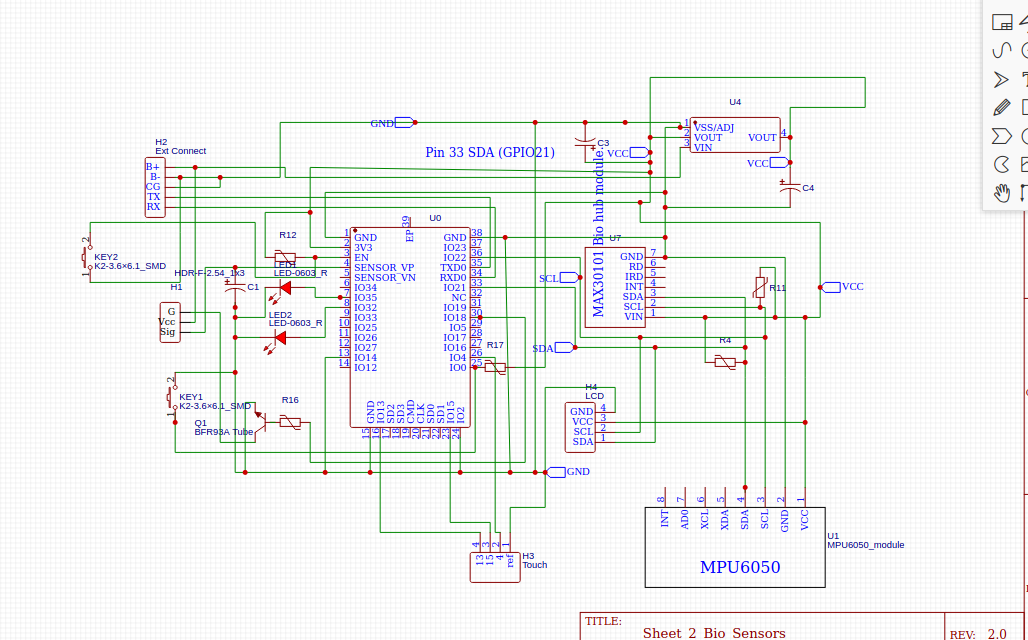 U4
VSS/ADJ
VOUT
VIN
VOUT
1
2
3
4
GND
C3
VCC
VCC
C4
Pin 33 SDA (GPIO21)
H2
Ext Connect
B+
B-
CG
TX
RX
KEY2
K2-3.6×6.1_SMD
2
1
R12
HDR-F-2.54_1x3
H1
G
Vcc
Sig
C1
LED1
LED-0603_R
LED2
LED-0603_R
KEY1
K2-3.6×6.1_SMD
2
1
Q1
BFR93A Tube
R16
U0
EP
39
1 GND
2 3V3
3 EN
4 SENSOR_VP
5 SENSOR_VN
6 IO34
7 IO35
8 IO32
9 IO33
10 IO25
11 IO26
12 IO27
13 IO14
14 IO12
GND 38
IO23 37
IO22 36
TXD0 35
RXD0 34
IO21 33
NC 32
IO19 31
IO18 30
IO5 29
IO17 28
IO16 27
IO4 26
IO0 25
GND IO13 SD2 SD3 CMD CLK SD0 SD1 IO15 IO2
15 16 17 18 19 20 21 22 23 24
R17
MAX30101 Bio hub module.
U7
GND 7
RD 6
IRD 5
INT 4
SDA 3
SCL 2
VIN 1
SCL
SDA
R11
VCC
R4
H4
LCD
GND 4
VCC 3
SCL 2
SDA 1
GND
H3
Touch
4 3 2 1
13 15 4 ref
8 7 6 5 4 3 2 1
INT AD0 XCL XDA SDA SCL GND VCC
MPU6050
U1
MPU6050_module
TITLE:
Sheet_2 Bio Sensors
REV: 2.0